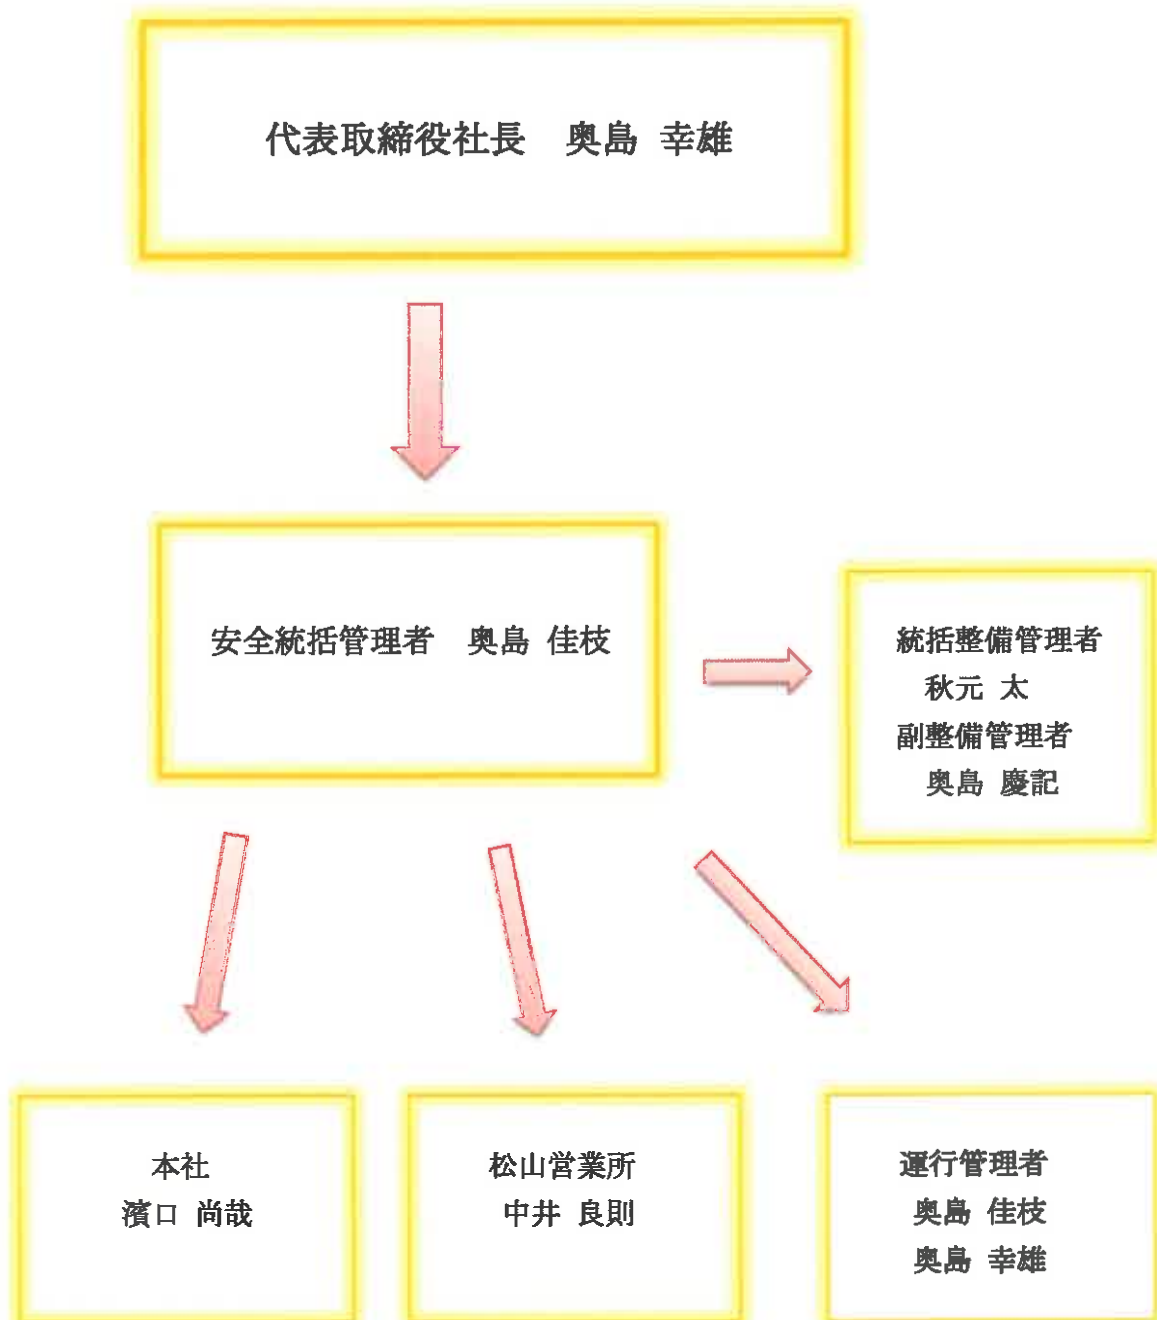 代表取締役社長　奥島 幸雄
安全統括管理者　奥島 佳枝
統括整備管理者
秋元 太
副整備管理者
奥島 慶記
本社
濱口 尚哉
松山営業所
中井 良則
運行管理者
奥島 佳枝
奥島 幸雄